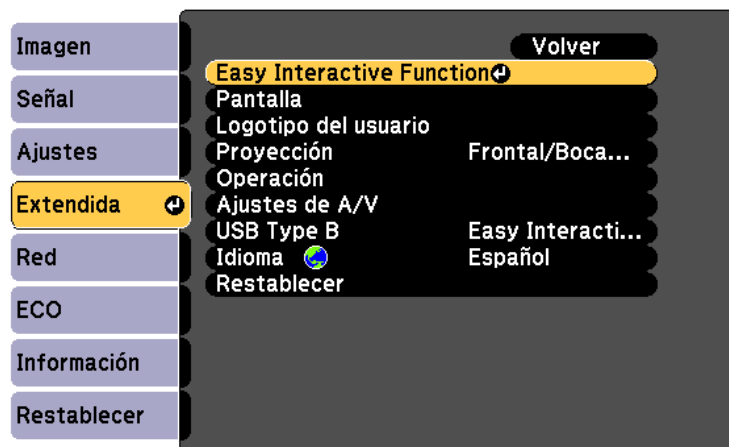 Imagen
Señal
Ajustes
Extendida
Red
ECO
Información
Restablecer
Volver
Easy Interactive Function
Pantalla
Logotipo del usuario
Proyección Frontal/Boca...
Operación
Ajustes de A/V
USB Type B Easy Interacti...
Idioma Español
Restablecer